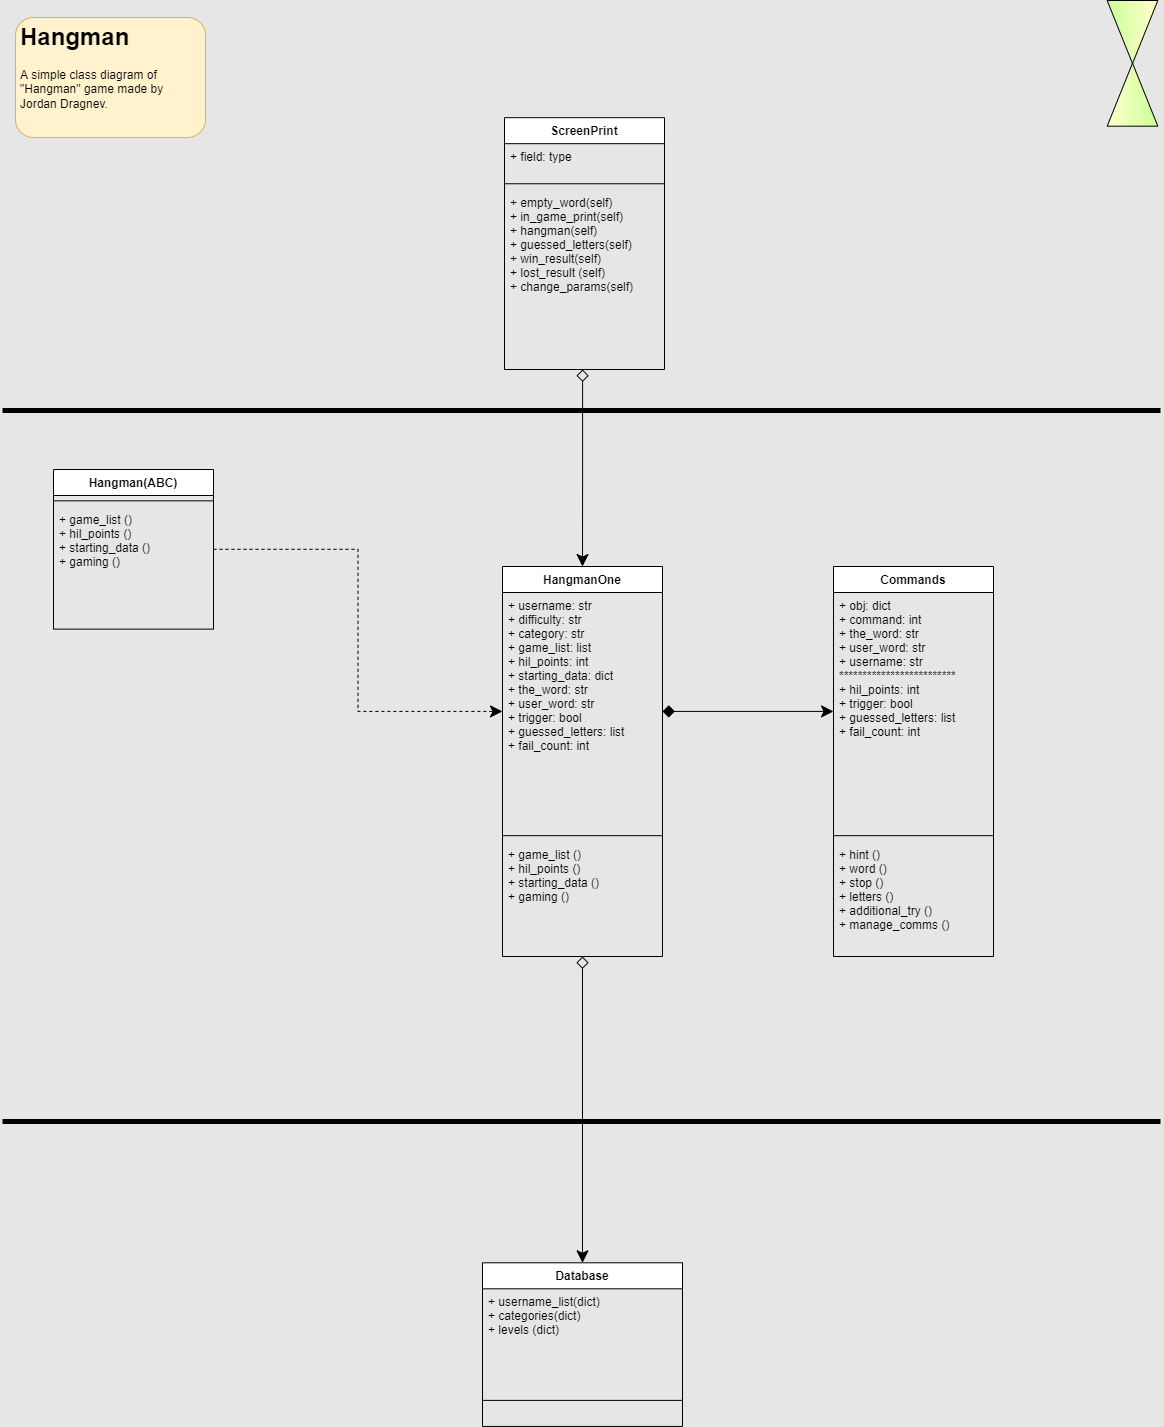 Hangman
A simple class diagram of
"Hangman" game made by
Jordan Dragnev.
ScreenPrint
+ field: type
+ empty_word(self)
+ in_game_print(self)
+ hangman(self)
+ guessed_letters(self)
+ win_result(self)
+ lost_result (self)
+ change_params(self)
Hangman(ABC)
+ game_list ()
+ hil_points ()
+ starting_data ()
+ gaming ()
HangmanOne
+ username: str
+ difficulty: str
+ category: str
+ game_list: list
+ hil_points: int
+ starting_data: dict
+ the_word: str
+ user_word: str
+ trigger: bool
+ guessed_letters: list
+ fail_count: int
+ game_list ()
+ hil_points ()
+ starting_data ()
+ gaming ()
Commands
+ obj: dict
+ command: int
+ the_word: str
+ user_word: str
+ username: str
*************************
+ hil_points: int
+ trigger: bool
+ guessed_letters: list
+ fail_count: int
+ hint ()
+ word ()
+ stop ()
+ letters ()
+ additional_try ()
+ manage_comms ()
Database
+ username_list(dict)
+ categories(dict)
+ levels (dict)